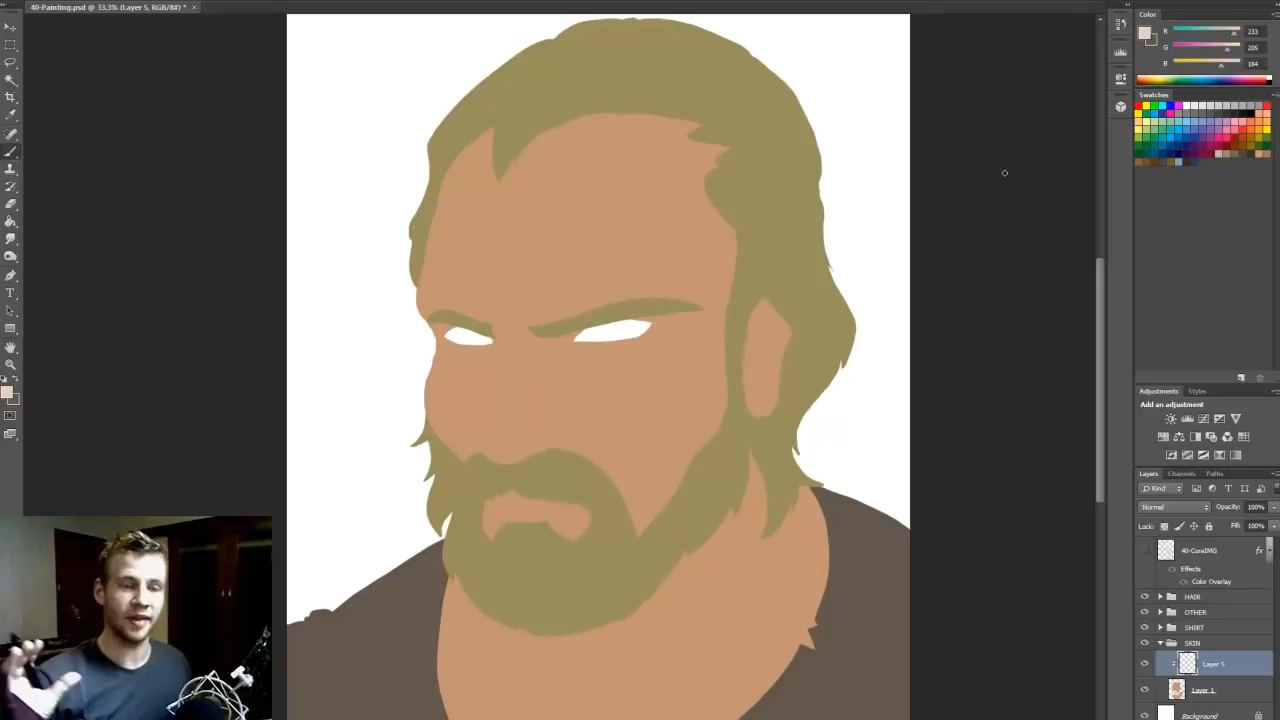 40-Painting.psd @ 33.3% (Layer 5, RGB/8#) * ×
Color
R 233
G 205
B 184
Swatches
Adjustments Styles
Add an adjustment
Layers Channels Paths
Kind
Normal Opacity: 100%
Lock: Fill: 100%
40-CoreIMG fx
Effects
Color Overlay
HAIR
OTHER
SHIRT
SKIN
Layer 5
Layer 1
Background